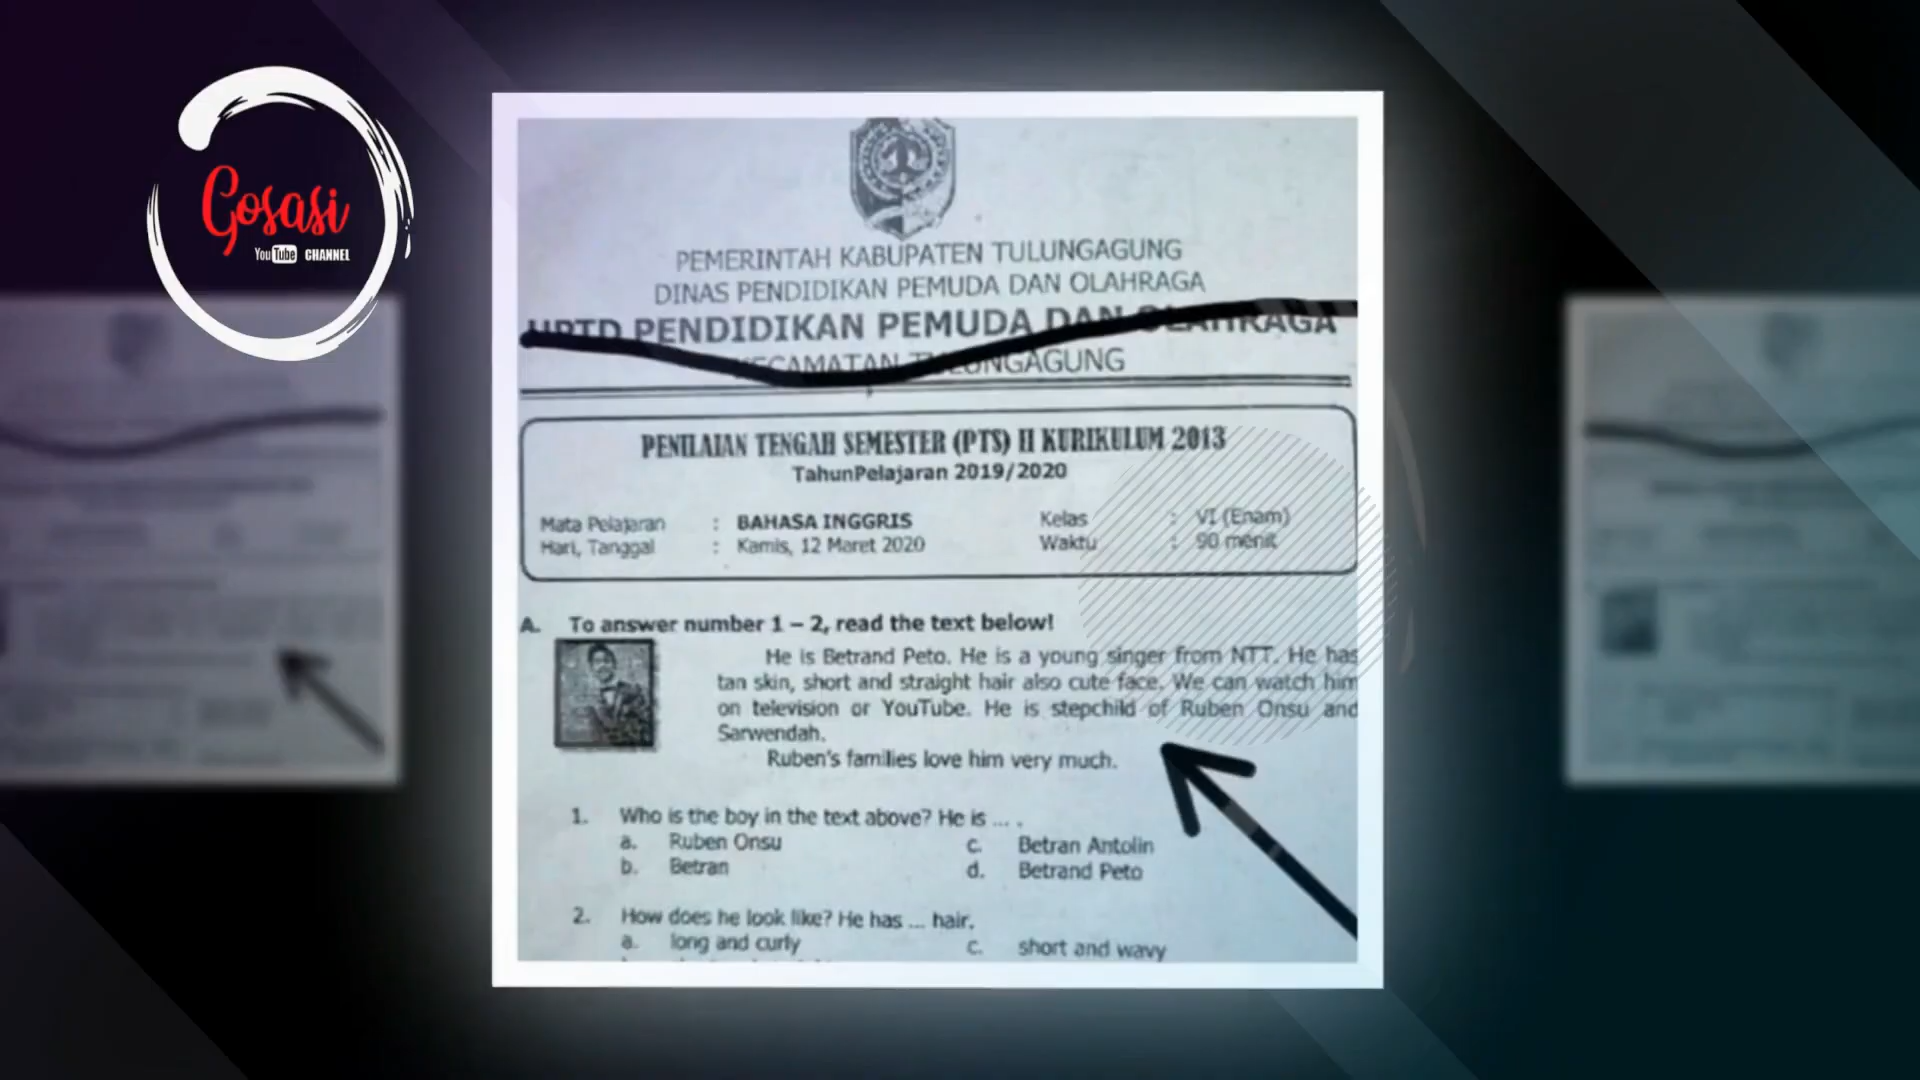 Gosasi
YouTube CHANNEL
PEMERINTAH KABUPATEN TULUNGAGUNG
DINAS PENDIDIKAN PEMUDA DAN OLAHRAGA
UPTD PENDIDIKAN PEMUDA DAN OLAHRAGA
KECAMATAN TULUNGAGUNG
PENILAIAN TENGAH SEMESTER (PTS) II KURIKULUM 2013
TahunPelajaran 2019/2020
Mata Pelajaran : BAHASA INGGRIS Kelas : VI (Enam)
Hari, Tanggal : Kamis, 12 Maret 2020 Waktu : 90 menit
A. To answer number 1 – 2, read the text below!
He is Betrand Peto. He is a young singer from NTT. He has
tan skin, short and straight hair also cute face. We can watch him
on television or YouTube. He is stepchild of Ruben Onsu and
Sarwendah.
Ruben's families love him very much.
1. Who is the boy in the text above? He is ... .
a. Ruben Onsu c. Betran Antolin
b. Betran d. Betrand Peto
2. How does he look like? He has ... hair.
a. long and curly c. short and wavy